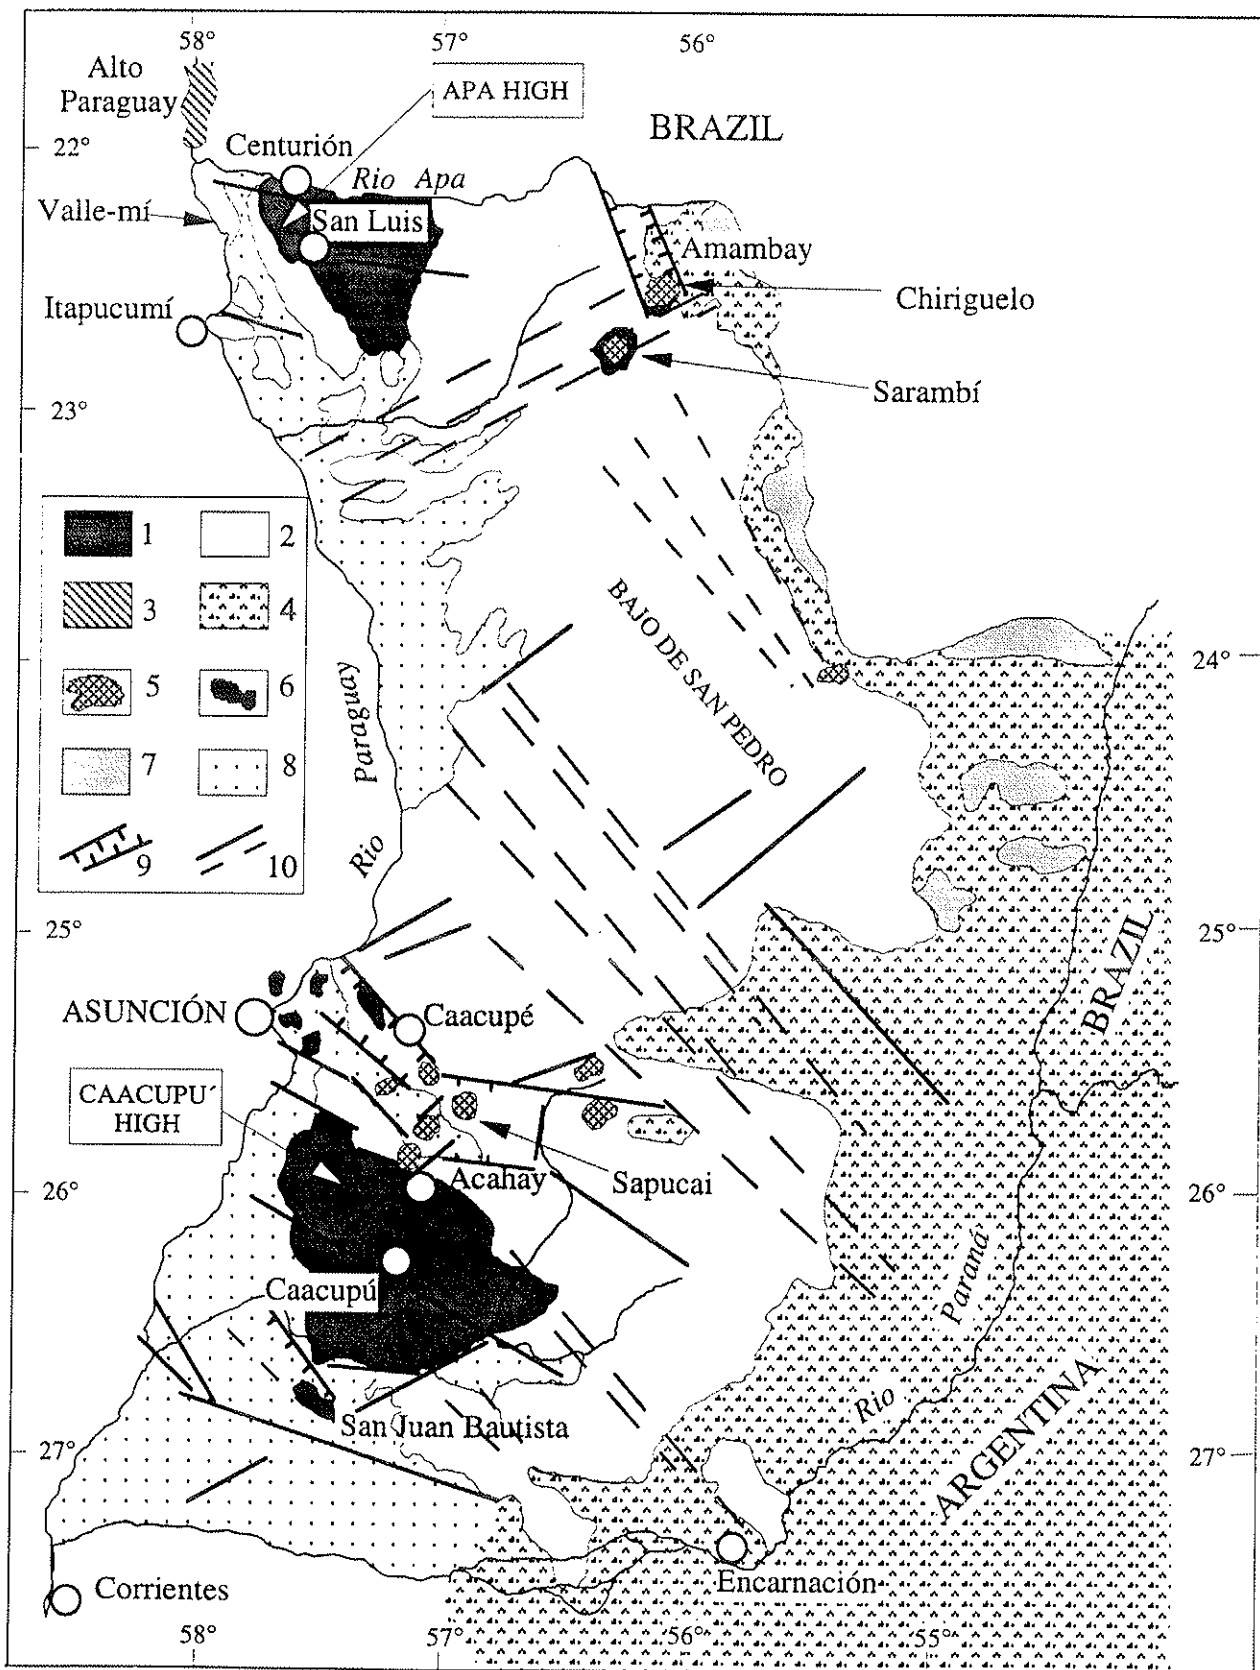 58°
57°
56°
Alto
Paraguay
APA HIGH
BRAZIL
22°
Centurión
Rio Apa
Valle-mí
San Luis
Amambay
Chiriguelo
Itapucumí
Sarambí
23°
1
2
3
4
5
6
7
8
9
10
BAJO DE SAN PEDRO
24°
Rio Paraguay
25°
25°
BRAZIL
ASUNCIÓN
Caacupé
CAACUPU´
HIGH
Acahay
Sapucai
26°
26°
Caacupú
Rio Paraná
San Juan Bautista
ARGENTINA
27°
27°
Corrientes
Encarnación
58°
57°
56°
55°